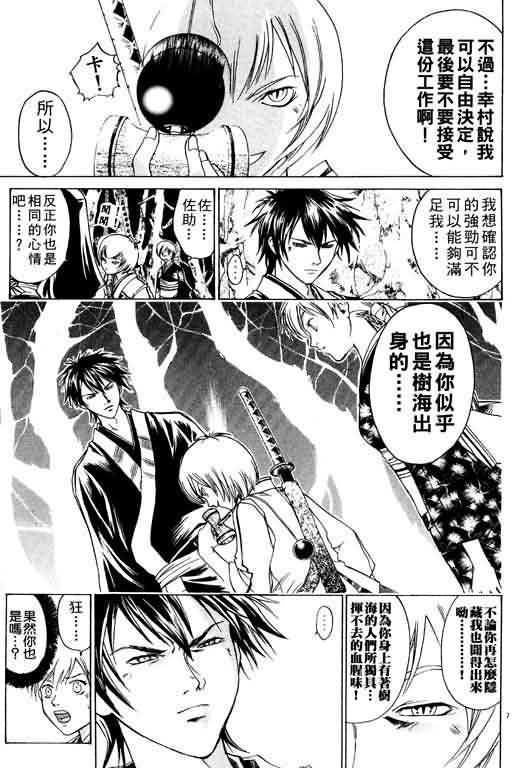 不過…幸村說我
可以自由決定，
最後要不要接受
這份工作啊！
卡！
所以
……
我想確認你
的強勁可不
可以能夠滿
足我……
佐…
佐助…
反正你也是
相同的心情
吧……？
因為你似乎
也是樹海出
身的……
不論你再怎麼隱
藏我也聞得出來
呦…………！
因為你身上有著樹
海的人們所獨具…
揮不去的血腥味！
……
狂…
果然你也
是嗎…？
7